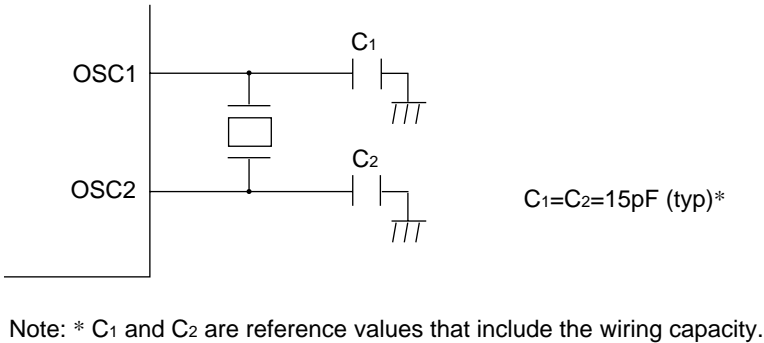 C1
OSC1
C2
OSC2
C1=C2=15pF (typ)*
Note: * C1 and C2 are reference values that include the wiring capacity.